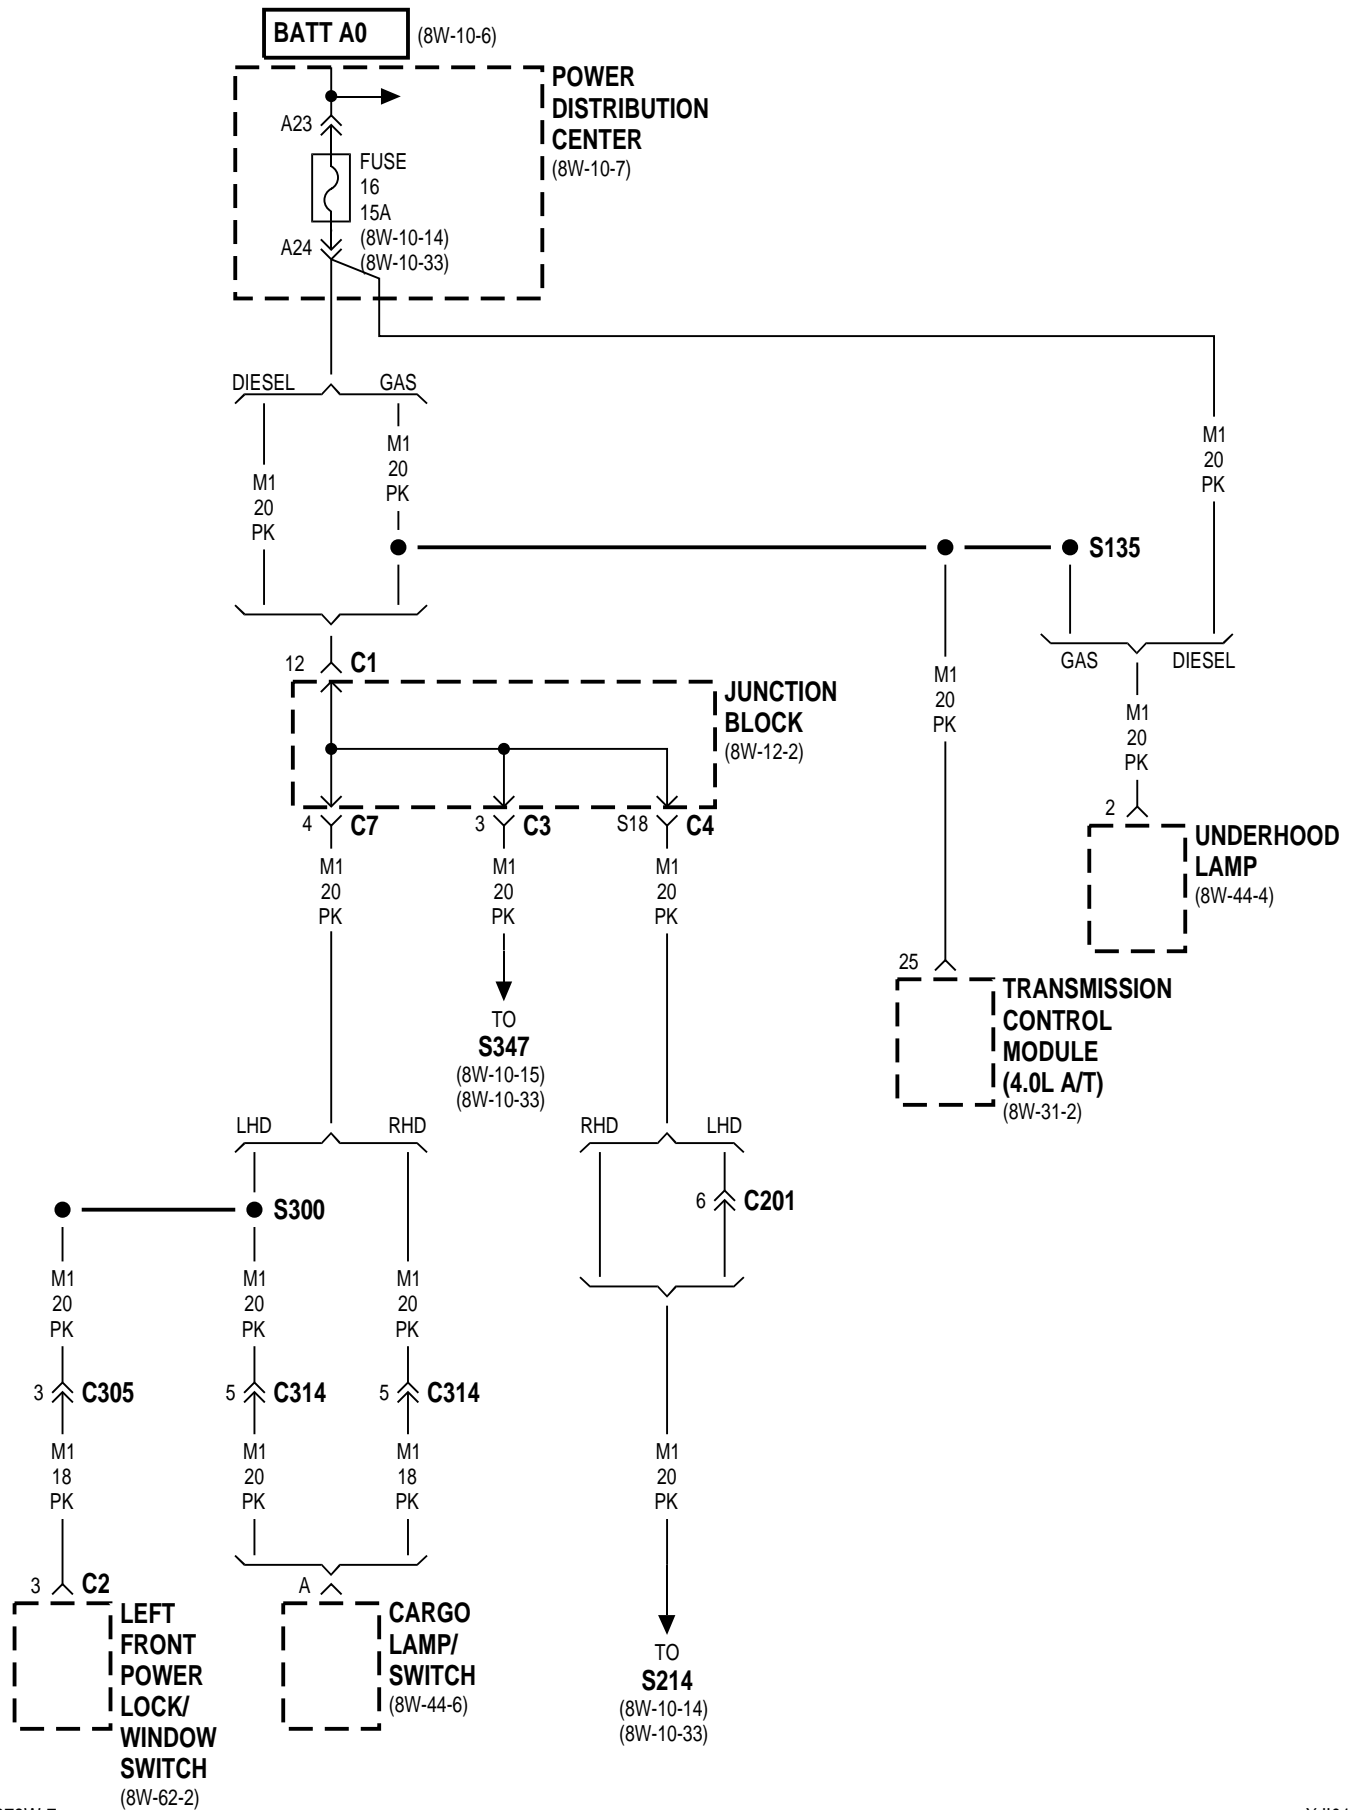 BATT A0 (8W-10-6)
POWER
DISTRIBUTION
CENTER
(8W-10-7)
A23
FUSE
16
15A
(8W-10-14)
(8W-10-33)
A24
DIESEL GAS
M1
20
PK
M1
20
PK
M1
20
PK
S135
GAS DIESEL
12 C1
JUNCTION
BLOCK
(8W-12-2)
M1
20
PK
M1
20
PK
4 C7
3 C3
S18 C4
2
UNDERHOOD
LAMP
(8W-44-4)
M1
20
PK
M1
20
PK
M1
20
PK
25
TRANSMISSION
CONTROL
MODULE
(4.0L A/T)
(8W-31-2)
TO
S347
(8W-10-15)
(8W-10-33)
LHD RHD
RHD LHD
S300
6 C201
M1
20
PK
M1
20
PK
M1
20
PK
3 C305
5 C314
5 C314
M1
18
PK
M1
20
PK
M1
18
PK
M1
20
PK
3 C2
A
LEFT
FRONT
POWER
LOCK/
WINDOW
SWITCH
(8W-62-2)
CARGO
LAMP/
SWITCH
(8W-44-6)
TO
S214
(8W-10-14)
(8W-10-33)